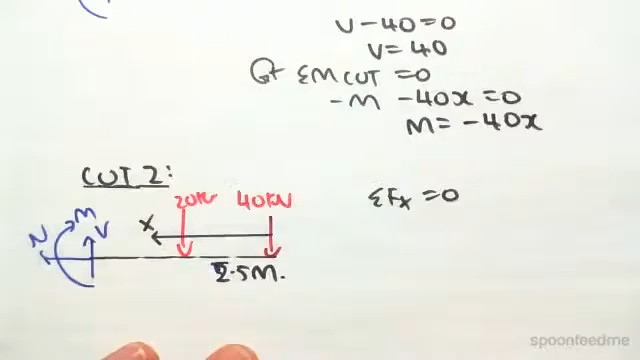 V - 40 = 0
V = 40
ΣM CUT = 0
-M - 40x = 0
M = -40x
CUT 2:
20kN 40kN
ΣFx = 0
N M V x
2.5M.
spoonfeedme